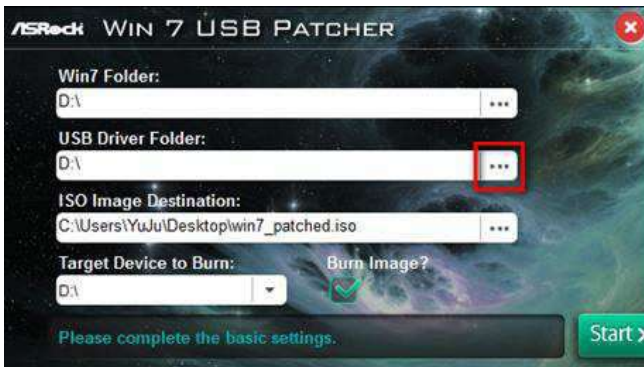 ASRock WIN 7 USB PATCHER
Win7 Folder:
D:\
...
USB Driver Folder:
D:\
...
ISO Image Destination:
C:\Users\YuJu\Desktop\win7_patched.iso
...
Target Device to Burn: Burn Image?
D:\
Please complete the basic settings.
Start